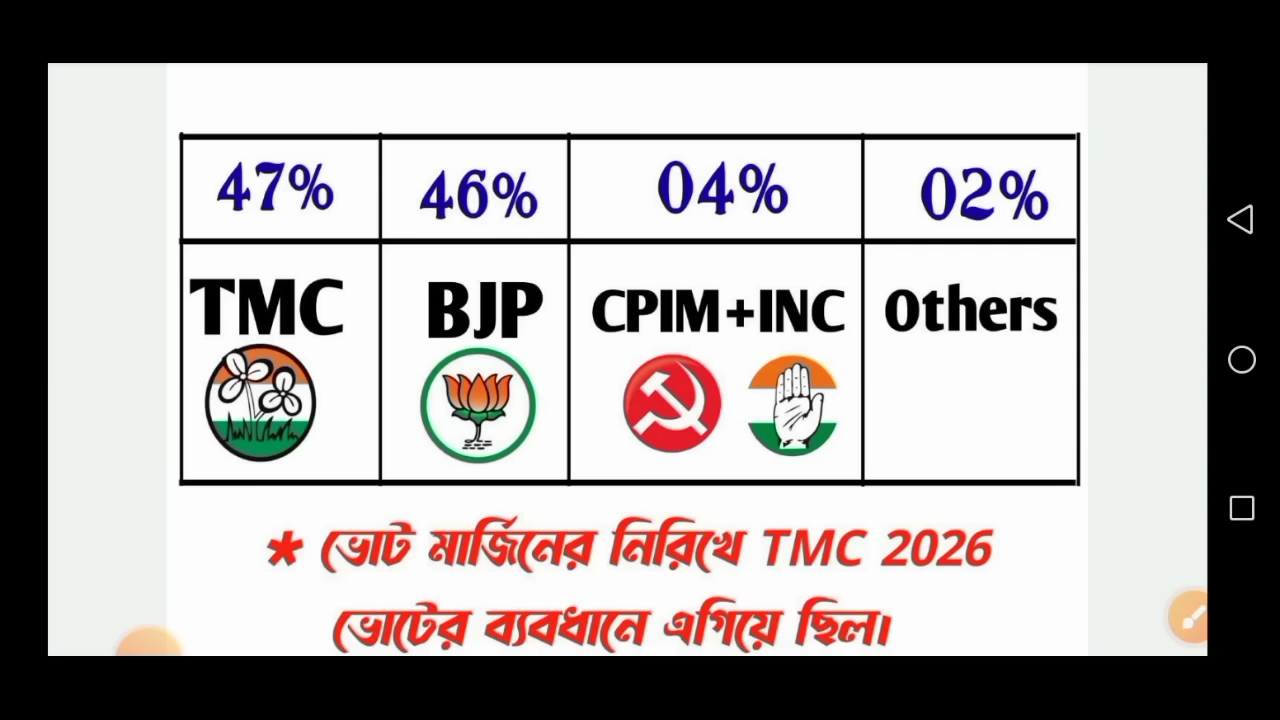 47% 46% 04% 02%
TMC BJP CPIM+INC Others
* ভোট মার্জিনের নিরিখে TMC 2026
ভোটের ব্যবধানে এগিয়ে ছিল।